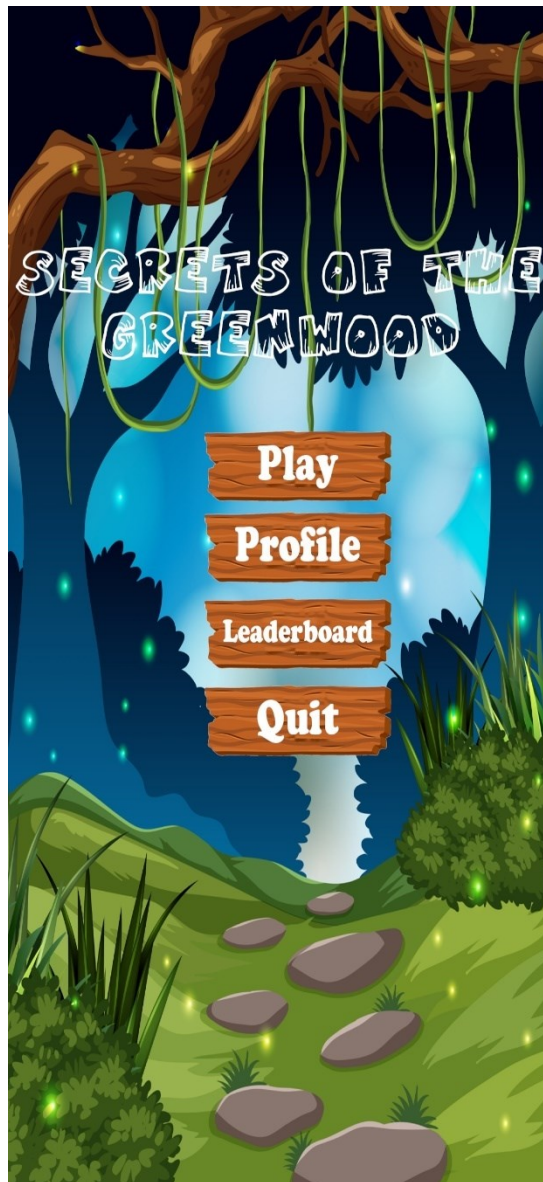 SECRETS OF THE
GREENWOOD
Play
Profile
Leaderboard
Quit